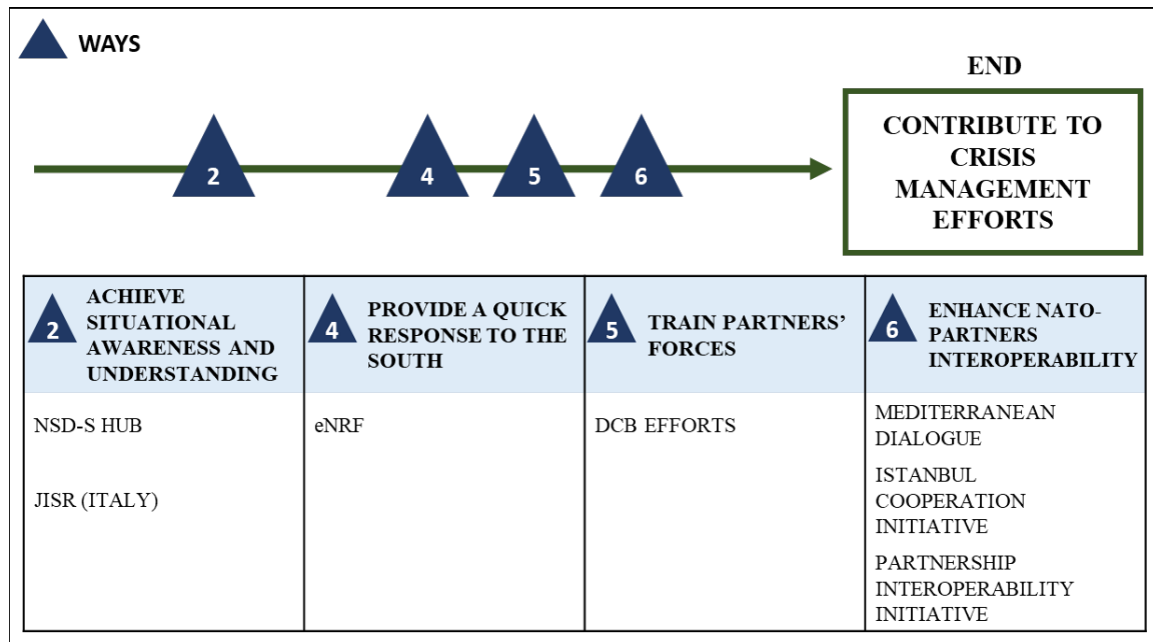 WAYS
END
CONTRIBUTE TO
CRISIS
MANAGEMENT
EFFORTS
2
4
5
6
2
ACHIEVE
SITUATIONAL
AWARENESS AND
UNDERSTANDING
4
PROVIDE A QUICK
RESPONSE TO THE
SOUTH
5
TRAIN PARTNERS’
FORCES
6
ENHANCE NATO-
PARTNERS
INTEROPERABILITY
NSD-S HUB
JISR (ITALY)
eNRF
DCB EFFORTS
MEDITERRANEAN
DIALOGUE
ISTANBUL
COOPERATION
INITIATIVE
PARTNERSHIP
INTEROPERABILITY
INITIATIVE